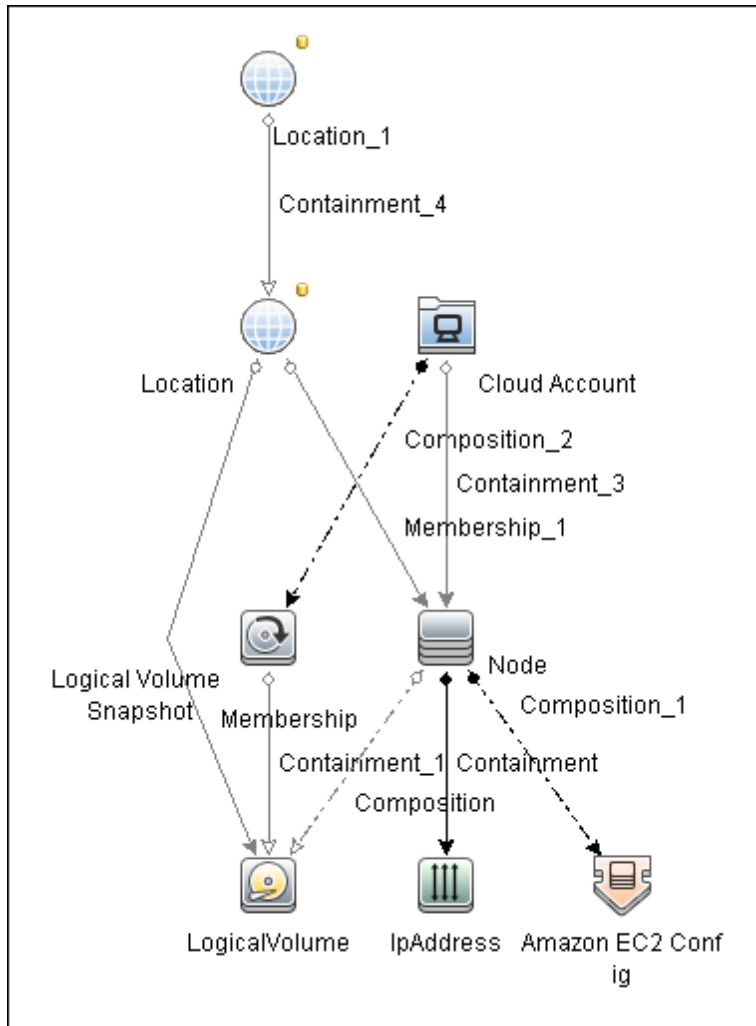 Location_1
Containment_4
Location
Cloud Account
Composition_2
Containment_3
Membership_1
Logical Volume
Snapshot
Node
Composition_1
Membership
Containment_1
Containment
Composition
LogicalVolume
IpAddress
Amazon EC2 Conf
ig